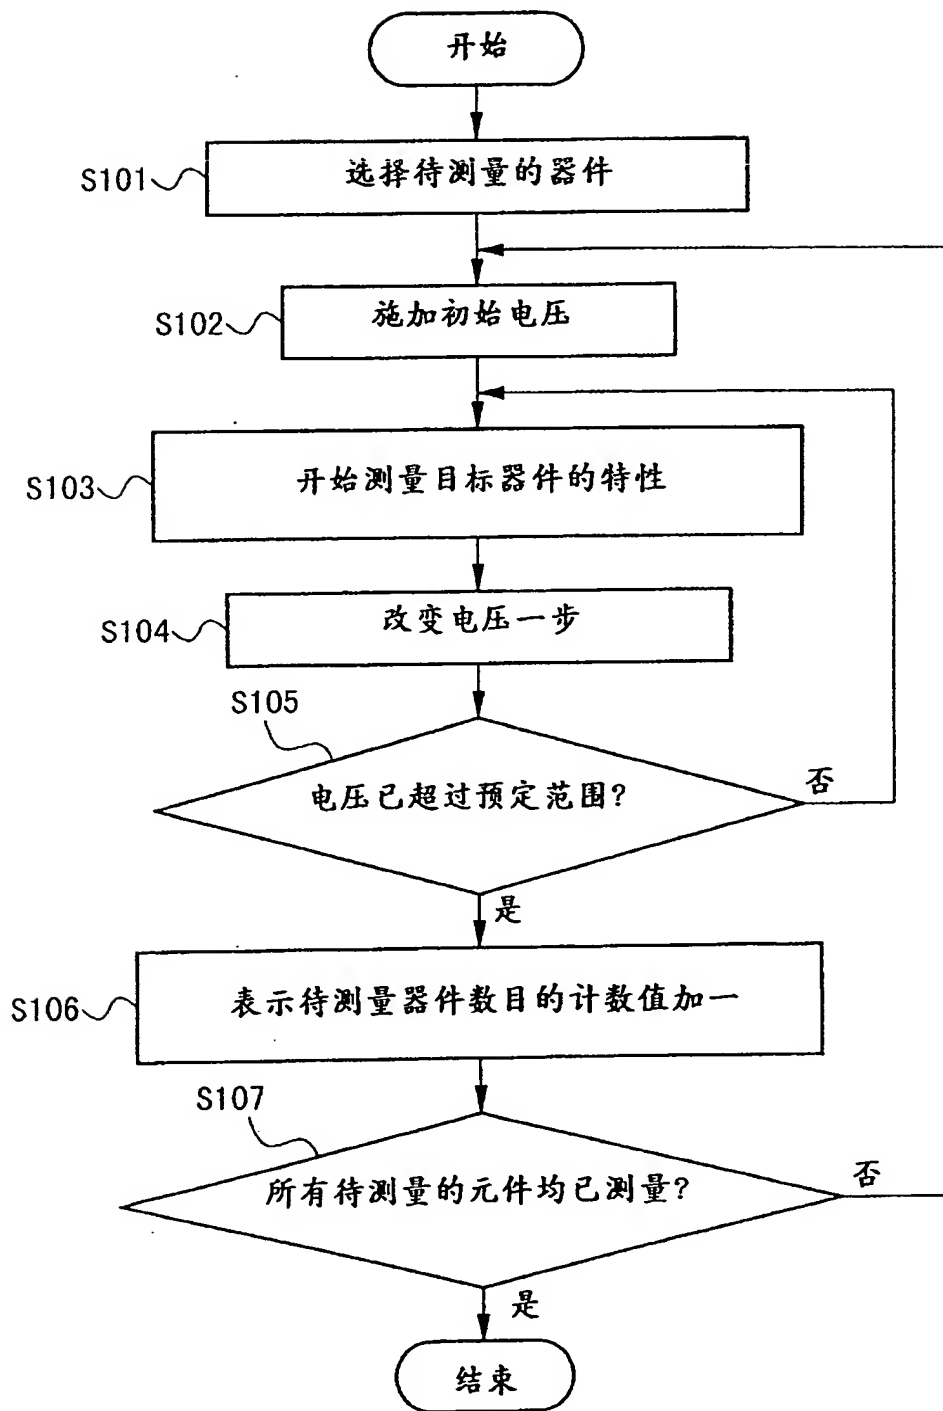 开始
S101
选择待测量的器件
S102
施加初始电压
S103
开始测量目标器件的特性
S104
改变电压一步
S105
电压已超过预定范围?
否
是
S106
表示待测量器件数目的计数值加一
S107
所有待测量的元件均已测量?
否
是
结束